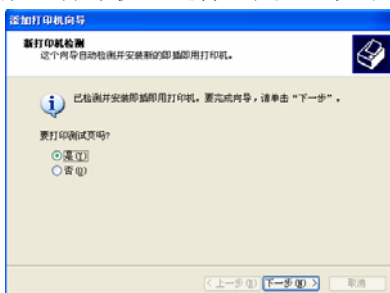 添加打印机向导
新打印机检测
这个向导自动检测并安装新的即插即用打印机。
已检测并安装即插即用打印机。要完成向导，请单击“下一步”。
要打印测试页吗?
是(Y)
否(O)
<上一步(B)
下一步(N)>
取消